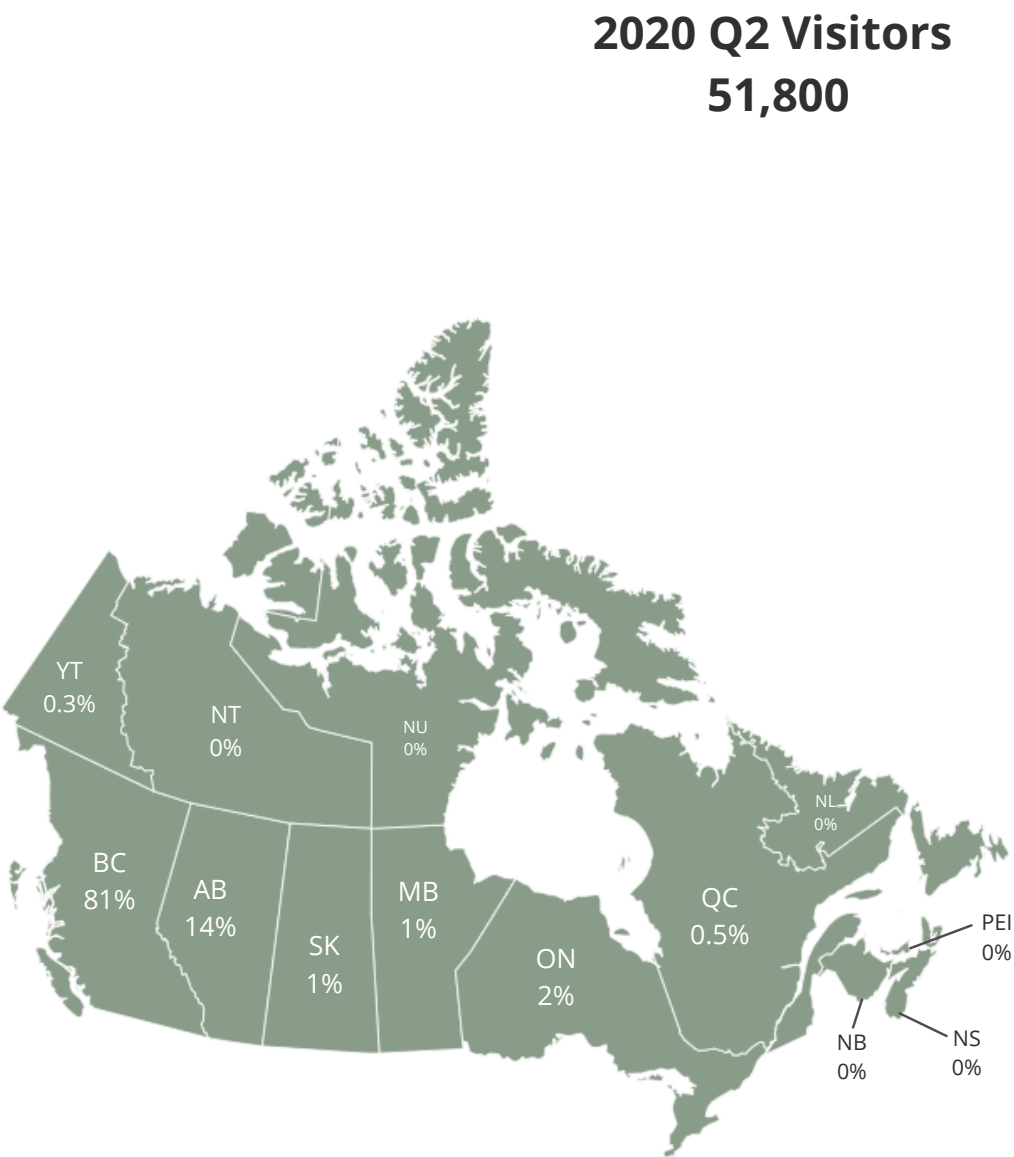 2020 Q2 Visitors
51,800
YT
0.3%
NT
0%
NU
0%
NL
0%
BC
81%
AB
14%
SK
1%
MB
1%
ON
2%
QC
0.5%
PEI
0%
NB
0%
NS
0%